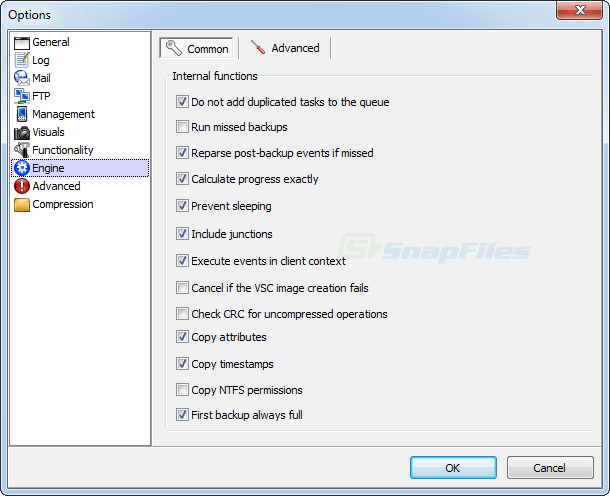 Options
General
Log
Mail
FTP
Management
Visuals
Functionality
Engine
Advanced
Compression
Common
Advanced
Internal functions
Do not add duplicated tasks to the queue
Run missed backups
Reparse post-backup events if missed
Calculate progress exactly
Prevent sleeping
Include junctions
SnapFiles
Execute events in client context
Cancel if the VSC image creation fails
Check CRC for uncompressed operations
Copy attributes
Copy timestamps
Copy NTFS permissions
First backup always full
OK
Cancel